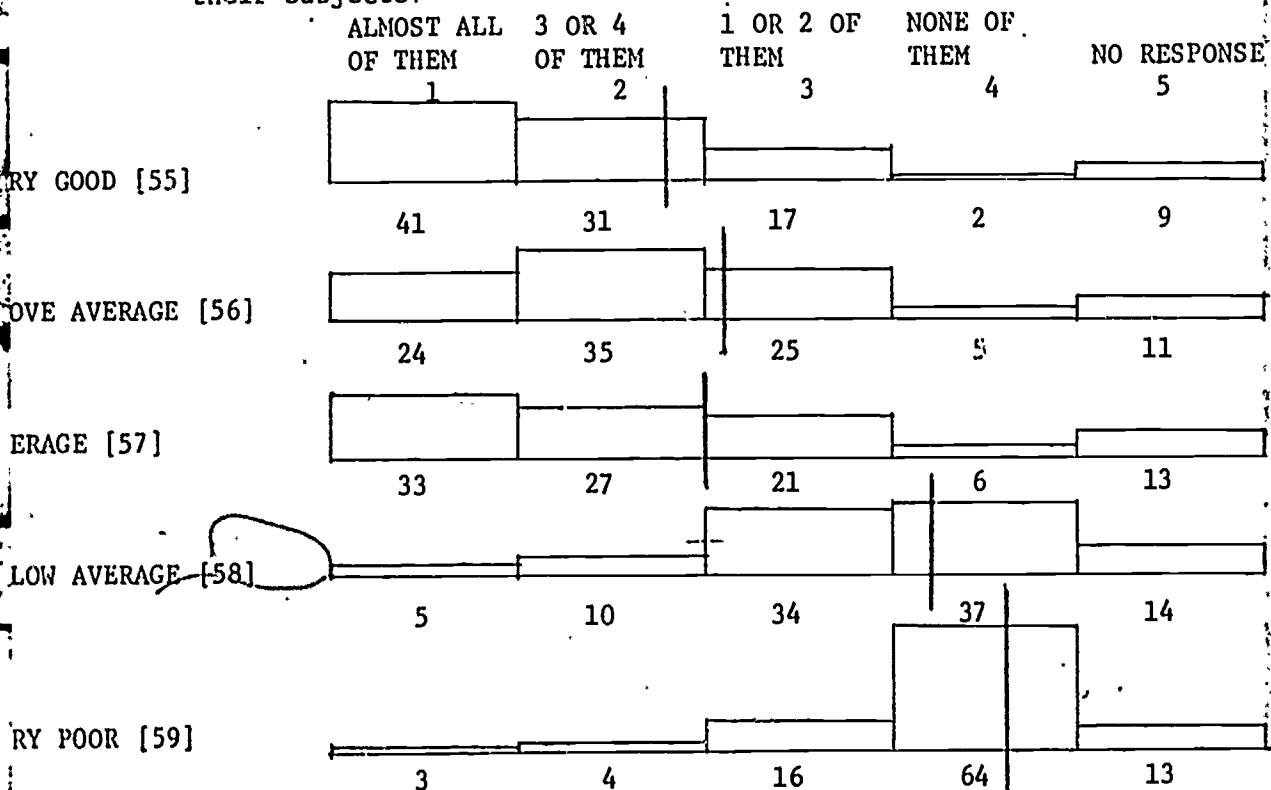 their subjects.
ALMOST ALL 3 OR 4 1 OR 2 OF NONE OF
OF THEM OF THEM THEM THEM NO RESPONSE
1 2 3 4 5
RY GOOD [55]
41 31 17 2 9
OVE AVERAGE [56]
24 35 25 5 11
ERAGE [57]
33 27 21 6 13
LOW AVERAGE [58]
5 10 34 37 14
RY POOR [59]
3 4 16 64 13